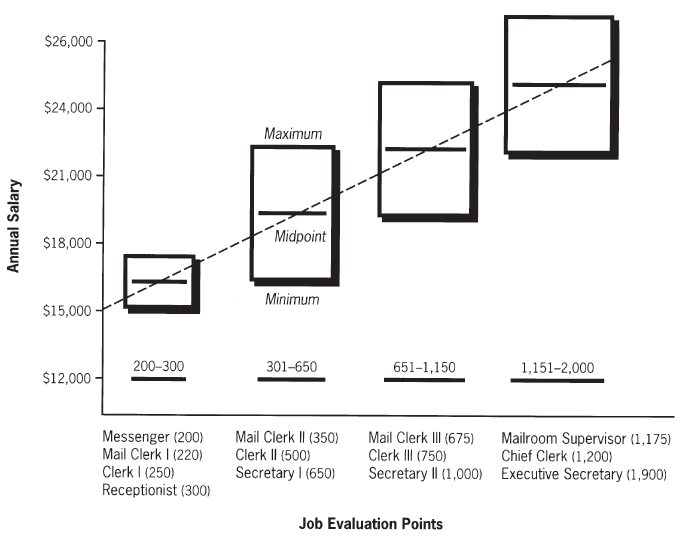 $26,000
$24,000
$21,000
$18,000
$15,000
$12,000
Annual Salary
Maximum
Midpoint
Minimum
200–300
301–650
651–1,150
1,151–2,000
Messenger (200)
Mail Clerk I (220)
Clerk I (250)
Receptionist (300)
Mail Clerk II (350)
Clerk II (500)
Secretary I (650)
Mail Clerk III (675)
Clerk III (750)
Secretary II (1,000)
Mailroom Supervisor (1,175)
Chief Clerk (1,200)
Executive Secretary (1,900)
Job Evaluation Points